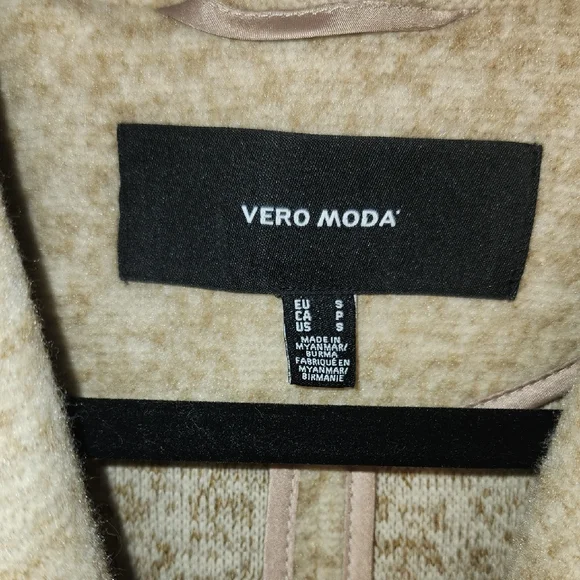 VERO MODA
EU S
CA P
US S
MADE IN
MYANMAR/
BURMA
FABRIQUÉ EN
MYANMAR/
BIRMANIE